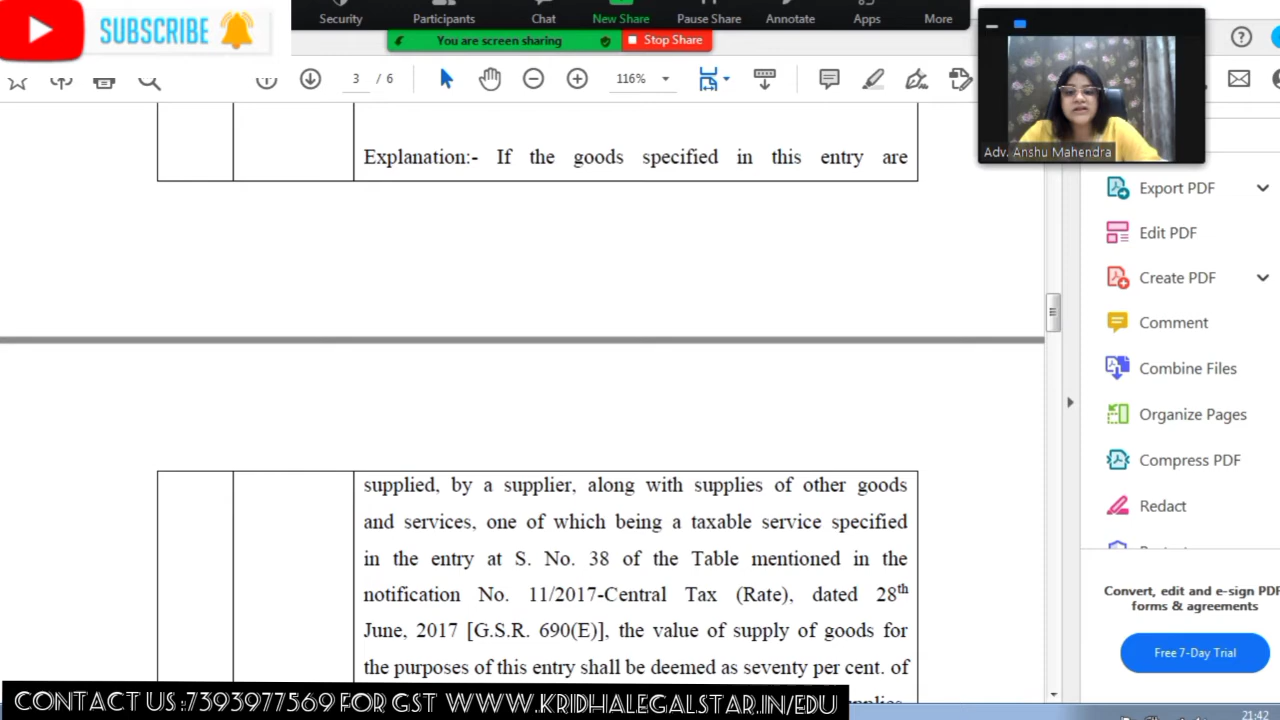 SUBSCRIBE
Security Participants Chat New Share Pause Share Annotate Apps More
You are screen sharing Stop Share
3 / 6 116%
Adv. Anshu Mahendra
Explanation:- If the goods specified in this entry are
supplied, by a supplier, along with supplies of other goods
and services, one of which being a taxable service specified
in the entry at S. No. 38 of the Table mentioned in the
notification No. 11/2017-Central Tax (Rate), dated 28th
June, 2017 [G.S.R. 690(E)], the value of supply of goods for
the purposes of this entry shall be deemed as seventy per cent. of
Export PDF
Edit PDF
Create PDF
Comment
Combine Files
Organize Pages
Compress PDF
Redact
Convert, edit and e-sign PDF
forms & agreements
Free 7-Day Trial
CONTACT US :7393977569 FOR GST WWW.KRIDHALEGALSTAR.IN/EDU
21:42